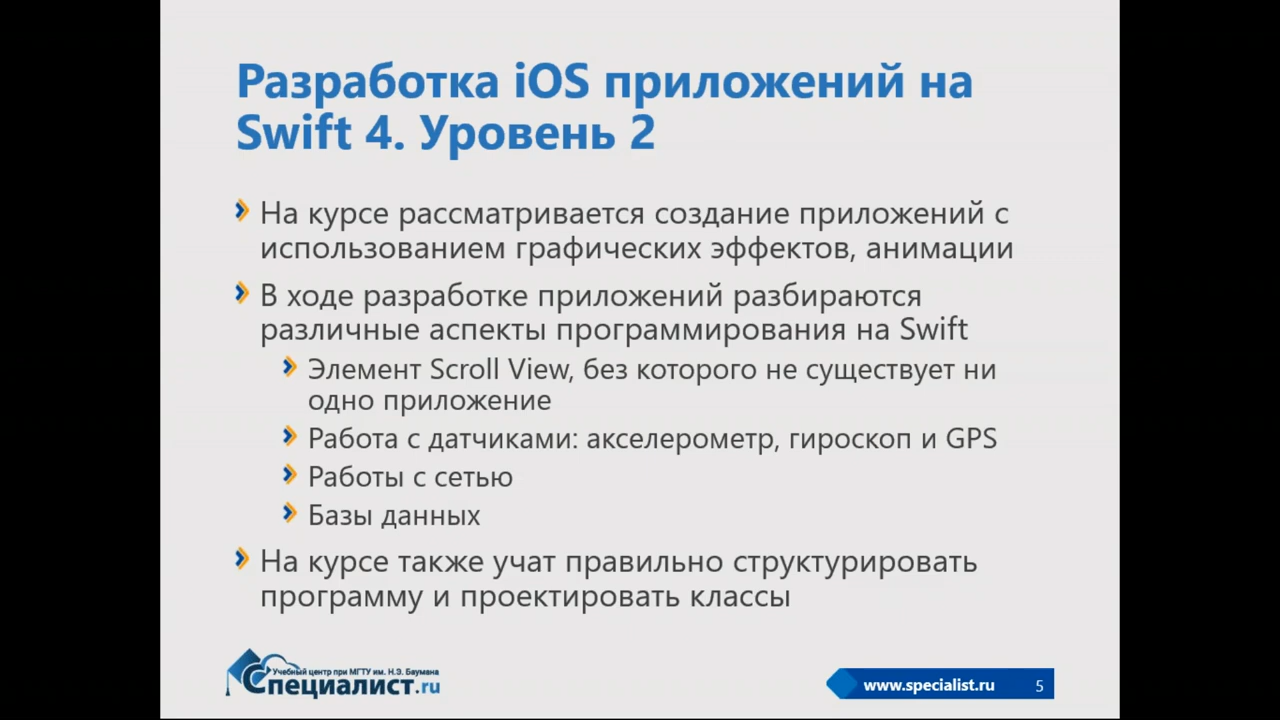 Разработка iOS приложений на
Swift 4. Уровень 2
На курсе рассматривается создание приложений с
использованием графических эффектов, анимации
В ходе разработке приложений разбираются
различные аспекты программирования на Swift
Элемент Scroll View, без которого не существует ни
одно приложение
Работа с датчиками: акселерометр, гироскоп и GPS
Работы с сетью
Базы данных
На курсе также учат правильно структурировать
программу и проектировать классы
Учебный центр при МГТУ им. Н.Э. Баумана
Специалист.ru
www.specialist.ru 5